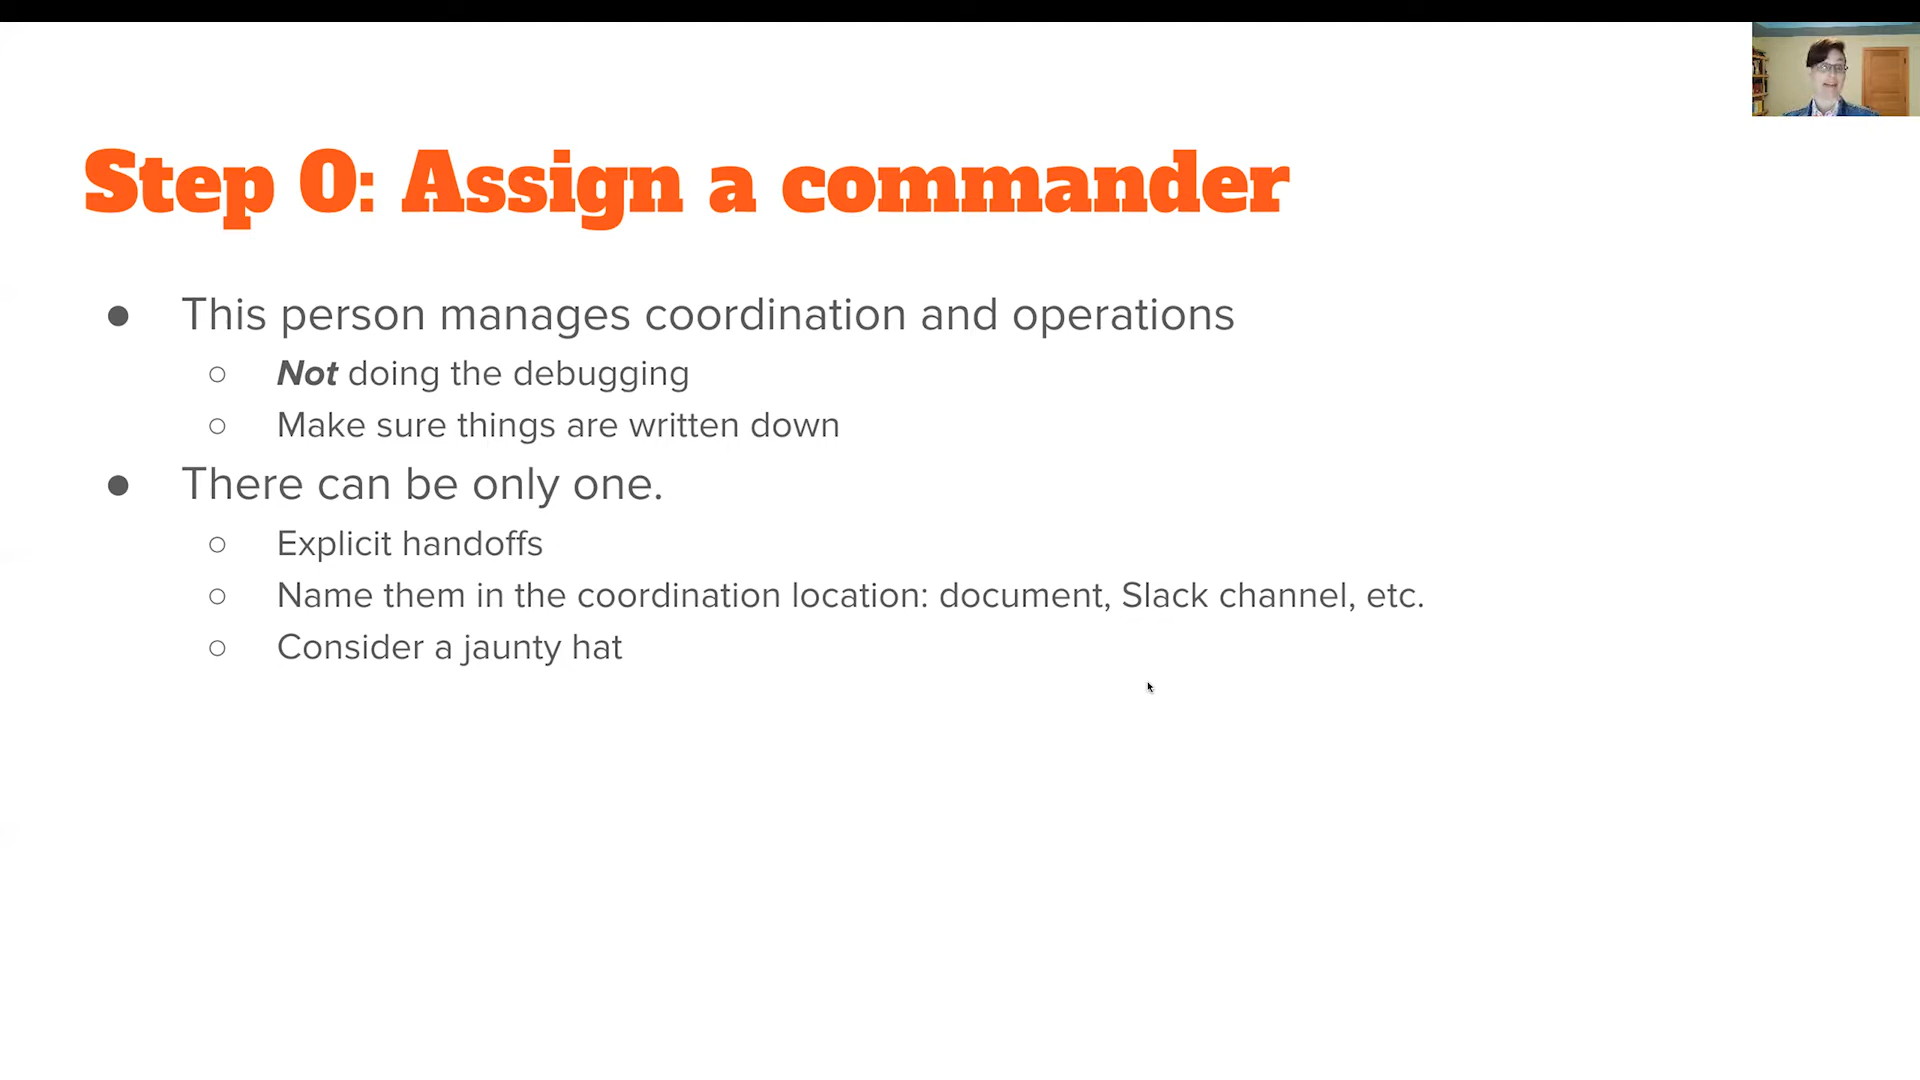 Step 0: Assign a commander
● This person manages coordination and operations
○ Not doing the debugging
○ Make sure things are written down
● There can be only one.
○ Explicit handoffs
○ Name them in the coordination location: document, Slack channel, etc.
○ Consider a jaunty hat